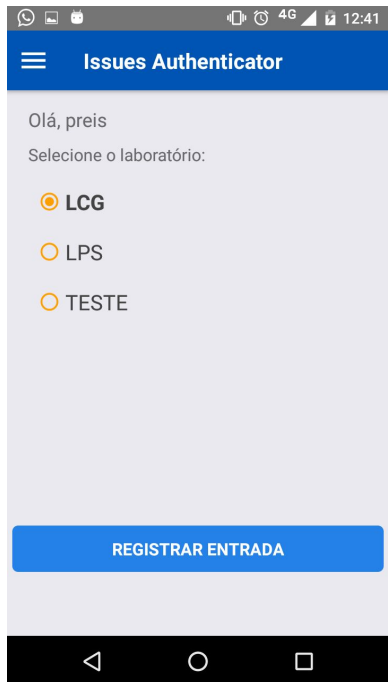 4G 12:41
Issues Authenticator
Olá, preis
Selecione o laboratório:
LCG
LPS
TESTE
REGISTRAR ENTRADA